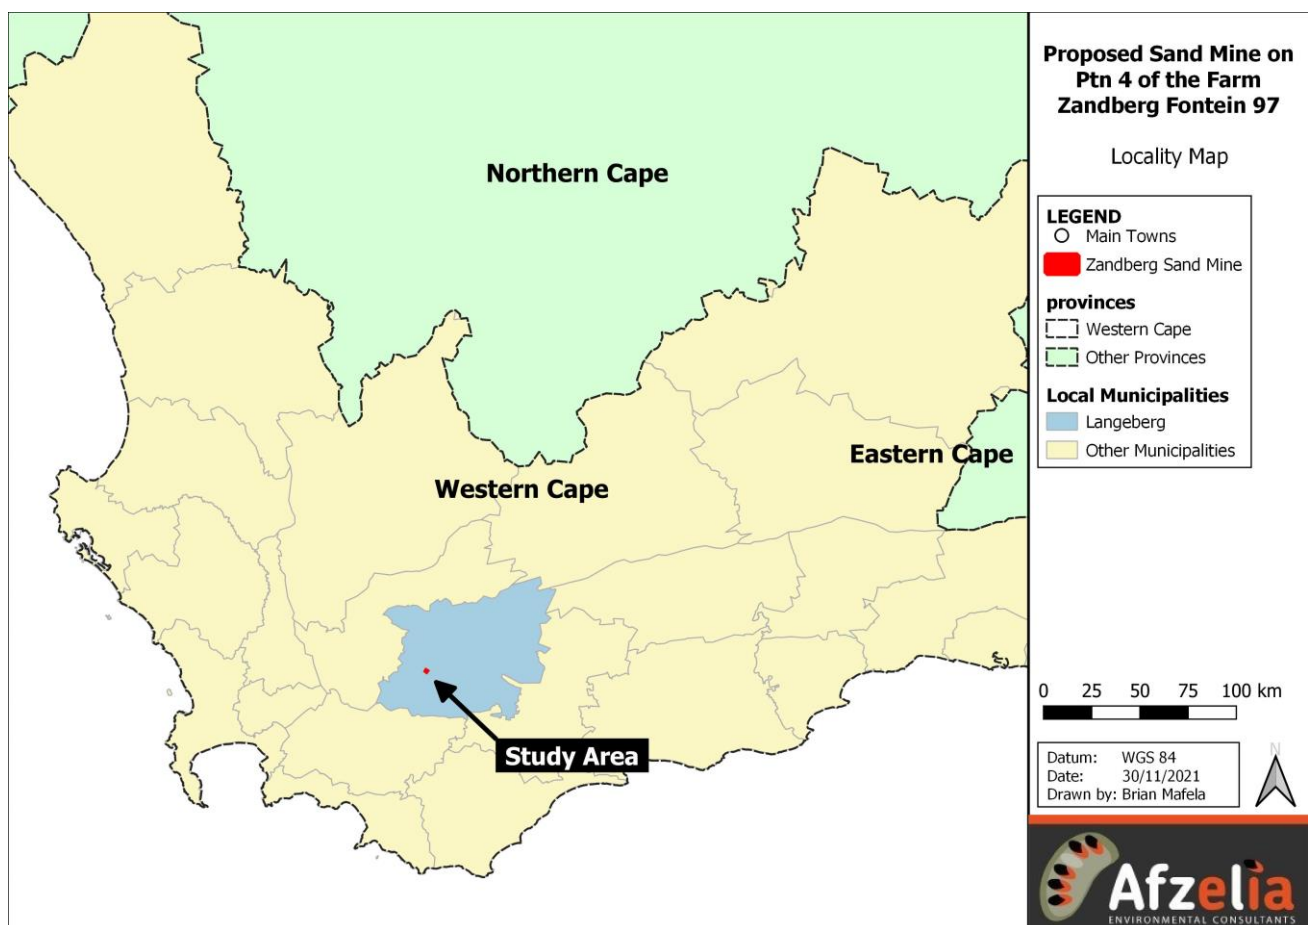 Northern Cape
Eastern Cape
Western Cape
Study Area
Proposed Sand Mine on
Ptn 4 of the Farm
Zandberg Fontein 97
Locality Map
LEGEND
Main Towns
Zandberg Sand Mine
provinces
Western Cape
Other Provinces
Local Municipalities
Langeberg
Other Municipalities
0 25 50 75 100 km
Datum: WGS 84
Date: 30/11/2021
Drawn by: Brian Mafela
N
Afzelia
ENVIRONMENTAL CONSULTANTS